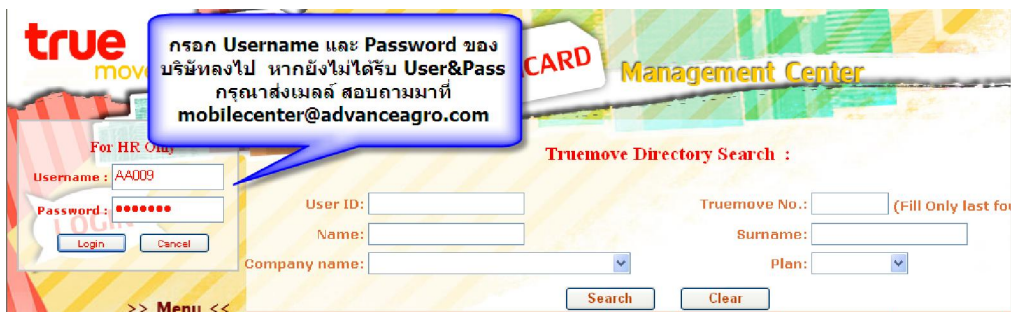 true
move
กรอก Username และ Password ของ
บริษัทลงไป หากยังไม่ได้รับ User&Pass
กรุณาส่งเมลล์ สอบถามมาที่
mobilecenter@advanceagro.com
CARD
Management Center
For HR Only
Username : AA009
Password :
LOGIN
Login Cancel
>> Menu <<
Truemove Directory Search :
User ID: Truemove No.: (Fill Only last fou
Name: Surname:
Company name: Plan:
Search Clear